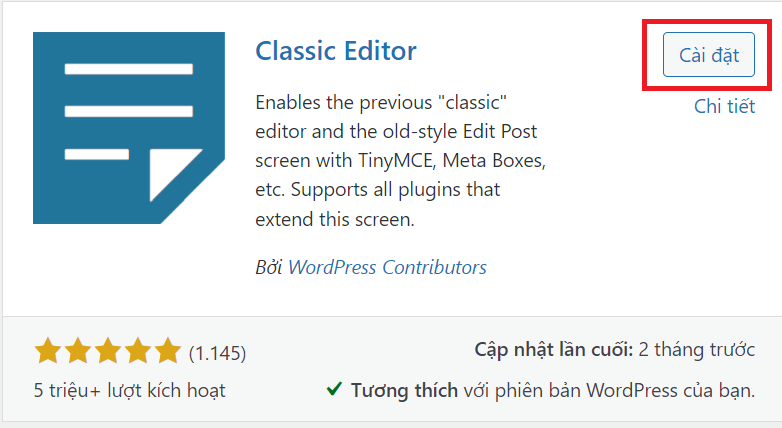 Classic Editor
Cài đặt
Chi tiết
Enables the previous "classic"
editor and the old-style Edit Post
screen with TinyMCE, Meta Boxes,
etc. Supports all plugins that
extend this screen.
Bởi WordPress Contributors
(1.145)
Cập nhật lần cuối: 2 tháng trước
5 triệu+ lượt kích hoạt
Tương thích với phiên bản WordPress của bạn.